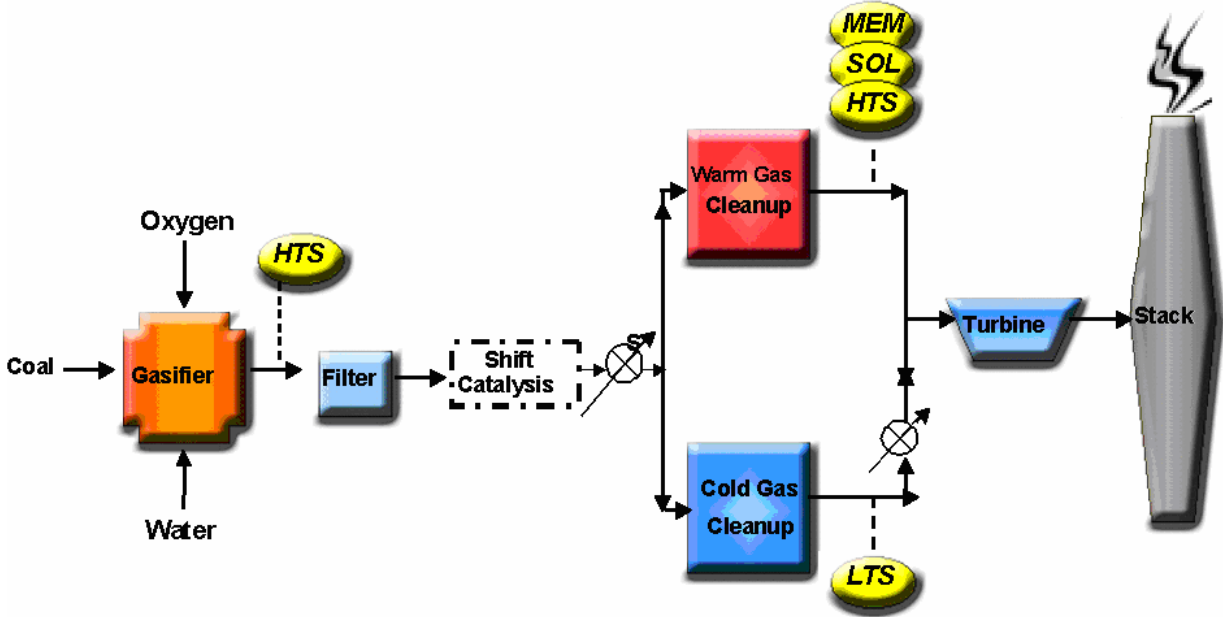 MEM
SOL
HTS
Warm Gas
Cleanup
Oxygen
HTS
Coal
Gasifier
Filter
Shift
Catalysis
S
Turbine
Stack
Water
Cold Gas
Cleanup
LTS